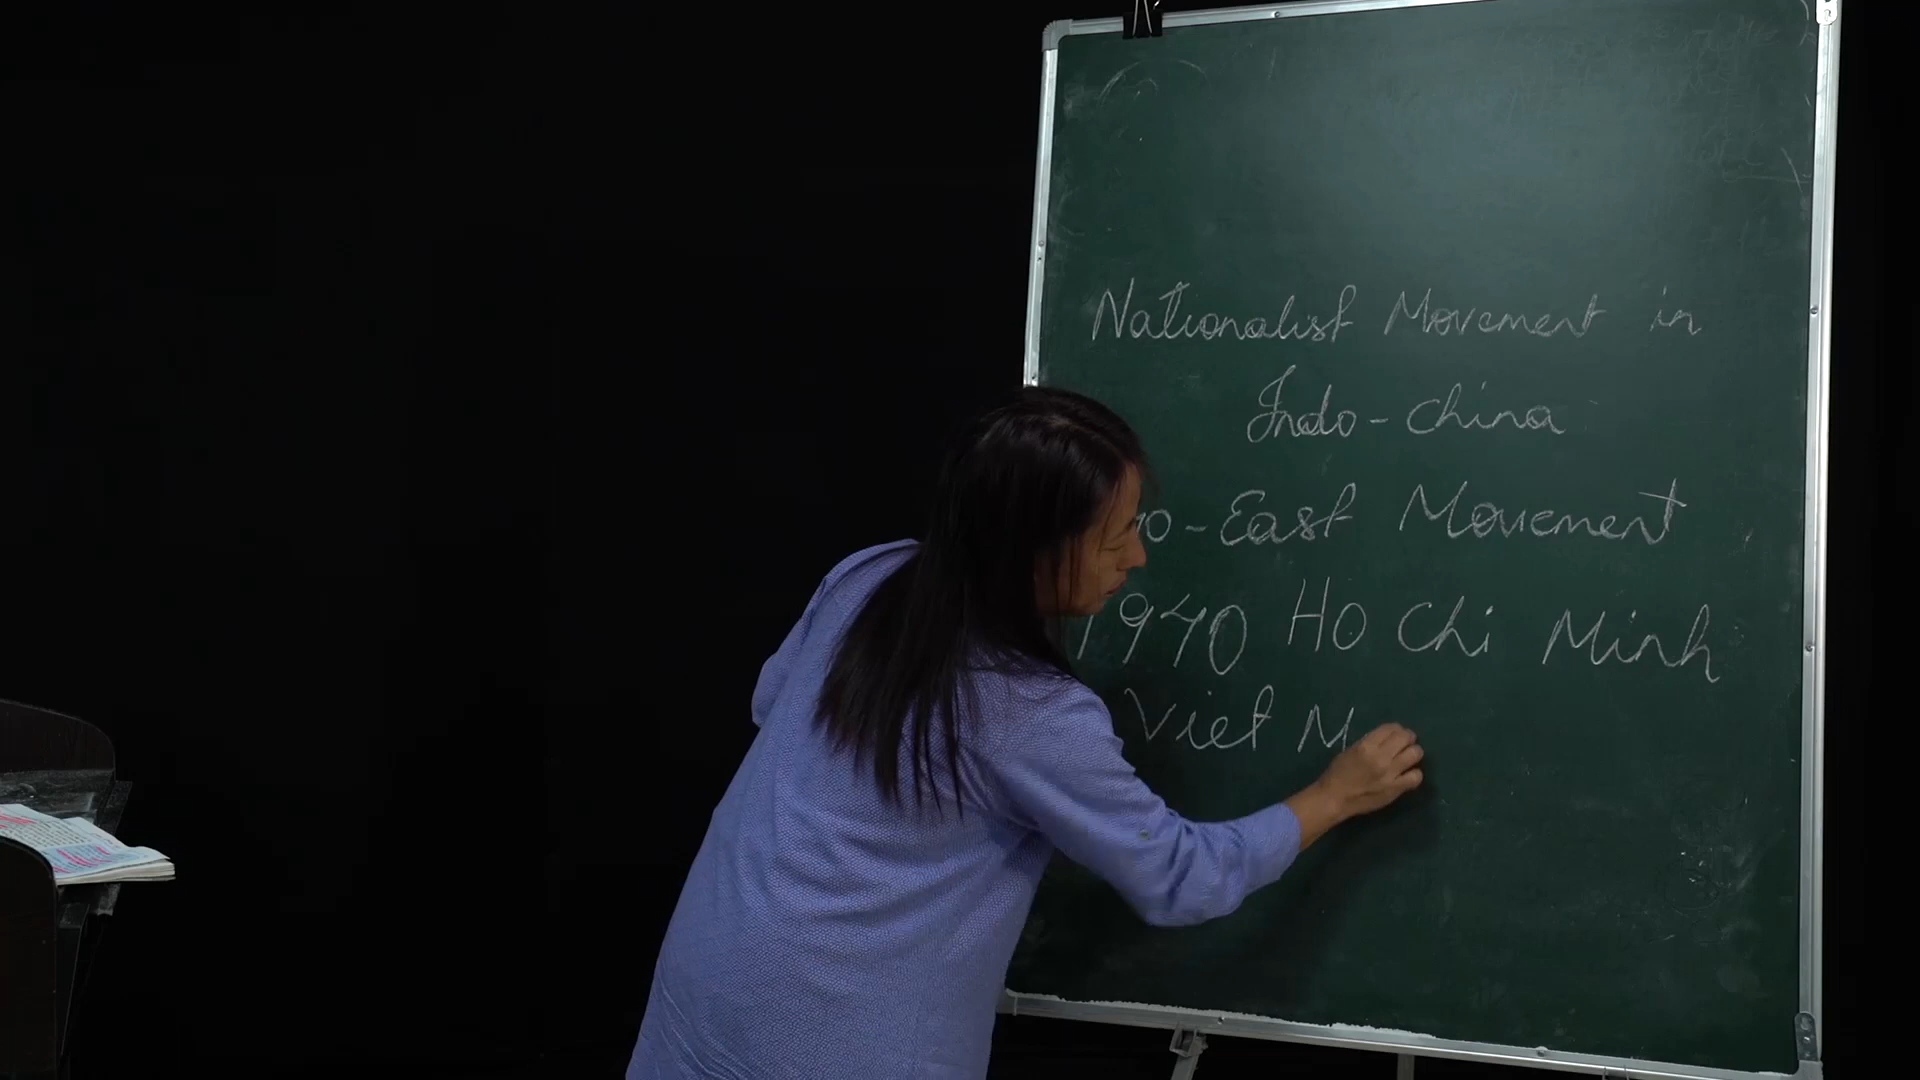 Nationalist Movement in
Indo-china
-East Movement
1940 Ho Chi Minh
Viet M